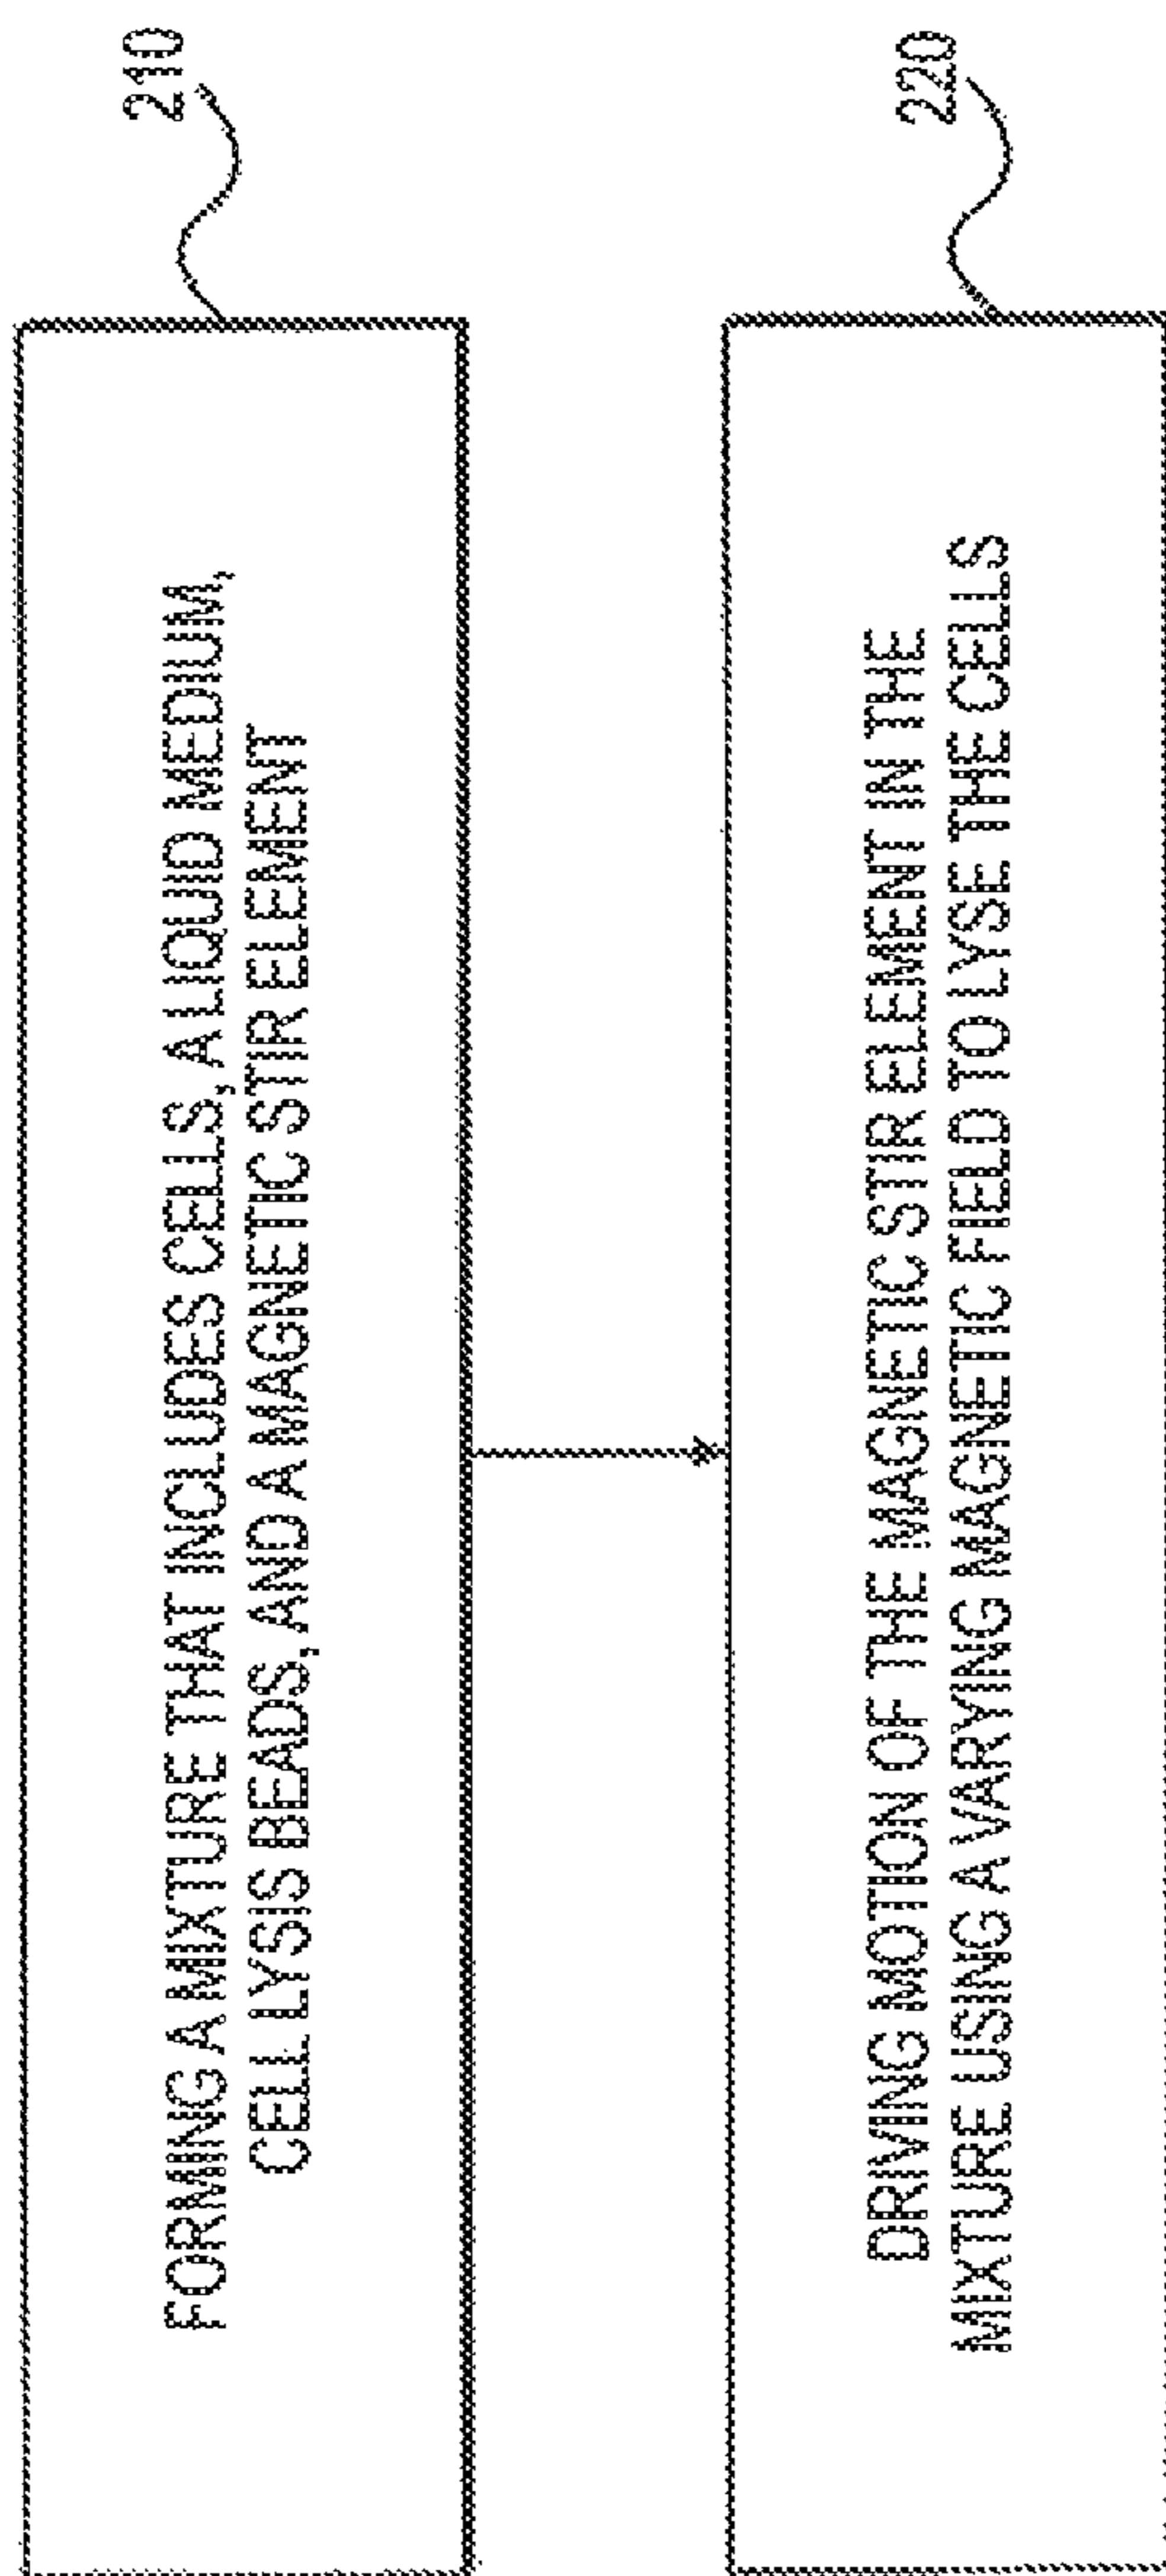 FORMING A MIXTURE THAT INCLUDES CELLS, A LIQUID MEDIUM,
CELL LYSIS BEADS, AND A MAGNETIC STIR ELEMENT
210
DRIVING MOTION OF THE MAGNETIC STIR ELEMENT IN THE
MIXTURE USING A VARYING MAGNETIC FIELD TO LYSE THE CELLS
220